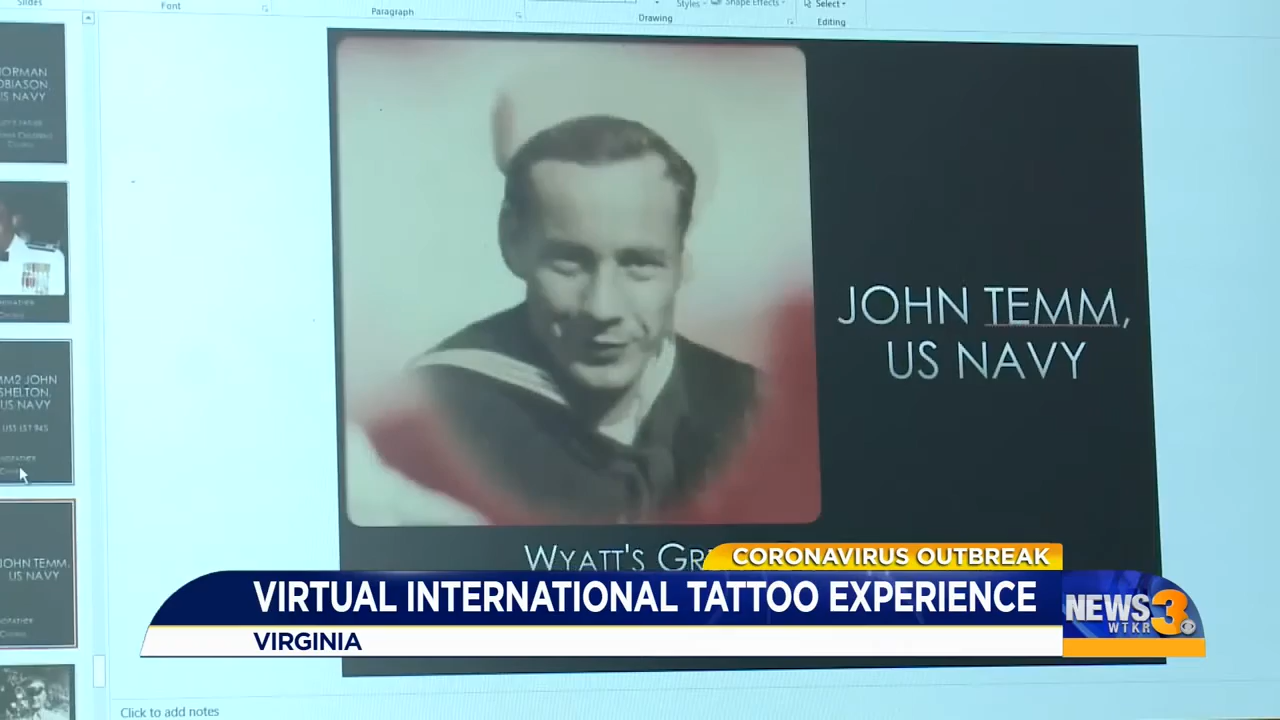 Slides
Font
Paragraph
Drawing
Styles
Shape Effects
Select
Editing
NORMAN
US NAVY
MM2 JOHN
SHELTON,
US NAVY
JOHN TEMM,
US NAVY
JOHN TEMM,
US NAVY
WYATT'S
CORONAVIRUS OUTBREAK
VIRTUAL INTERNATIONAL TATTOO EXPERIENCE
VIRGINIA
NEWS 3
WTKR
Click to add notes